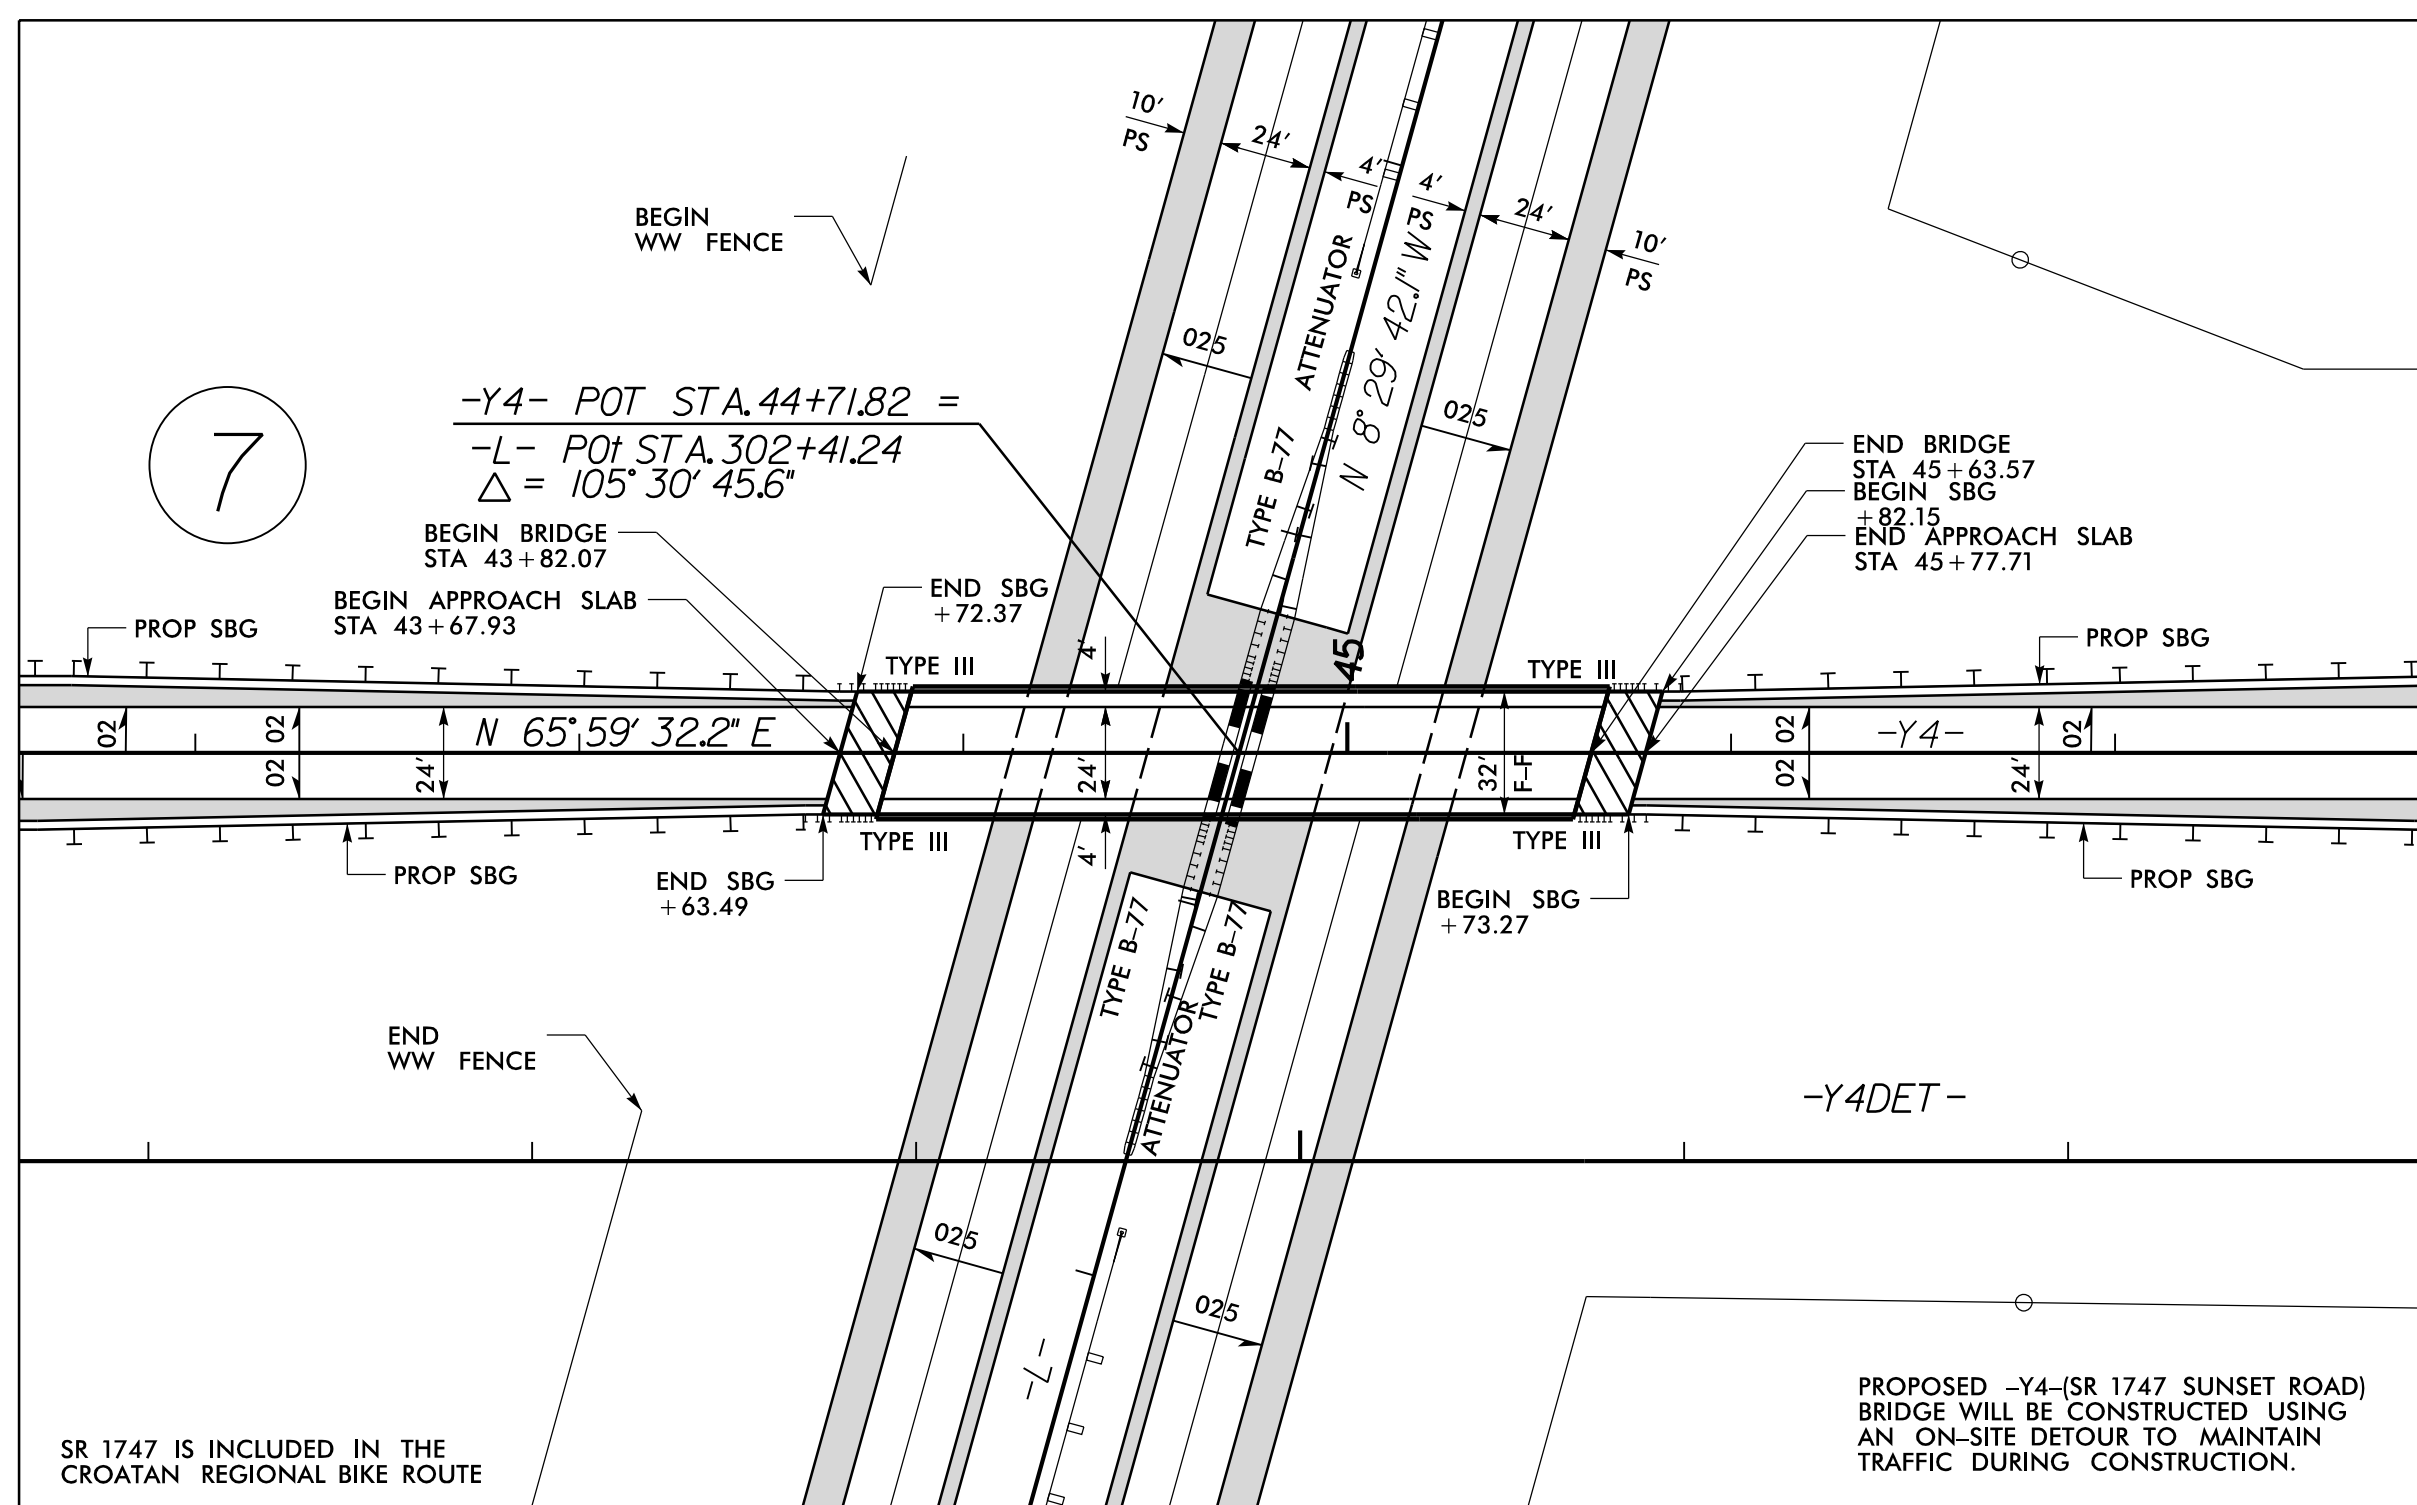 10'
PS
24'
4'
PS
4'
PS
24'
10'
PS
BEGIN
WW FENCE
ATTENUATOR
TYPE B-77
N 8° 29' 42.1" W
025
025
7
-Y4- POT STA. 44+71.82 =
-L- POt STA. 302+41.24
△ = 105° 30' 45.6"
BEGIN BRIDGE
STA 43+82.07
BEGIN APPROACH SLAB
STA 43+67.93
END SBG
+72.37
END BRIDGE
STA 45+63.57
BEGIN SBG
+82.15
END APPROACH SLAB
STA 45+77.71
PROP SBG
TYPE III
4'
45
TYPE III
PROP SBG
02
02
02
24'
N 65° 59' 32.2" E
24'
32'
F-F
02
02
-Y4-
24'
02
TYPE III
4'
TYPE III
PROP SBG
END SBG
+63.49
BEGIN SBG
+73.27
PROP SBG
TYPE B-77
TYPE B-77
ATTENUATOR
END
WW FENCE
-Y4DET-
025
025
-L-
PROPOSED -Y4-(SR 1747 SUNSET ROAD)
BRIDGE WILL BE CONSTRUCTED USING
AN ON-SITE DETOUR TO MAINTAIN
TRAFFIC DURING CONSTRUCTION.
SR 1747 IS INCLUDED IN THE
CROATAN REGIONAL BIKE ROUTE